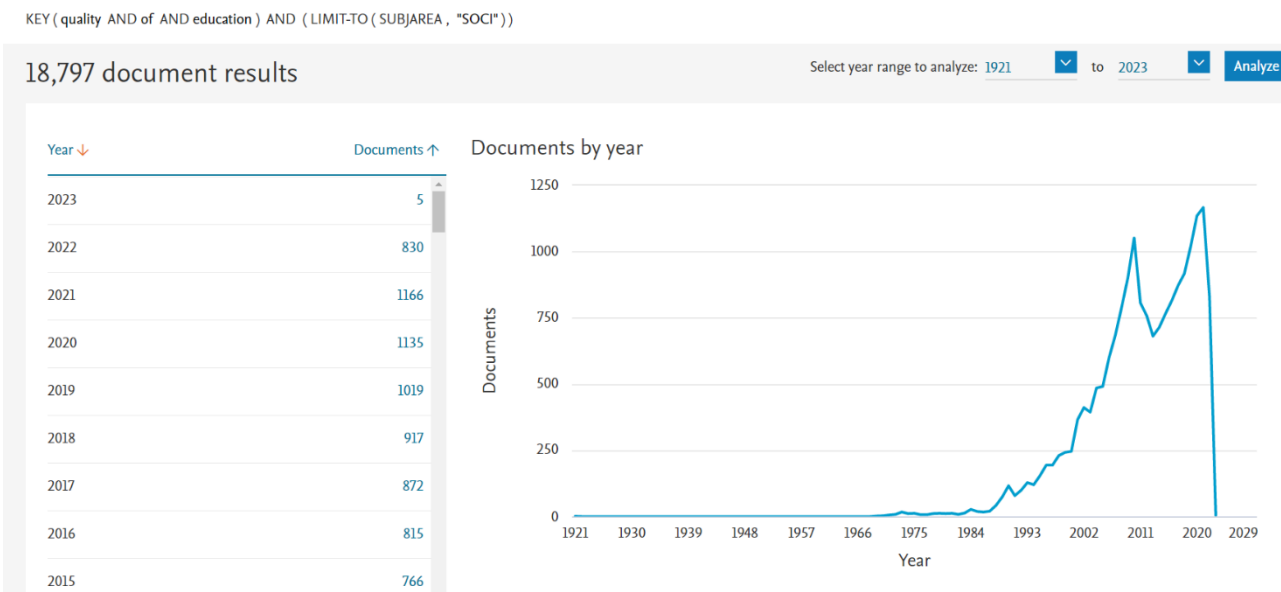 KEY ( quality AND of AND education ) AND ( LIMIT-TO ( SUBJAREA , "SOCI" ) )
18,797 document results
Select year range to analyze: 1921 to 2023 Analyze
Year Documents
2023 5
2022 830
2021 1166
2020 1135
2019 1019
2018 917
2017 872
2016 815
2015 766
Documents by year
1250
1000
750
500
250
0
Documents
1921 1930 1939 1948 1957 1966 1975 1984 1993 2002 2011 2020 2029
Year